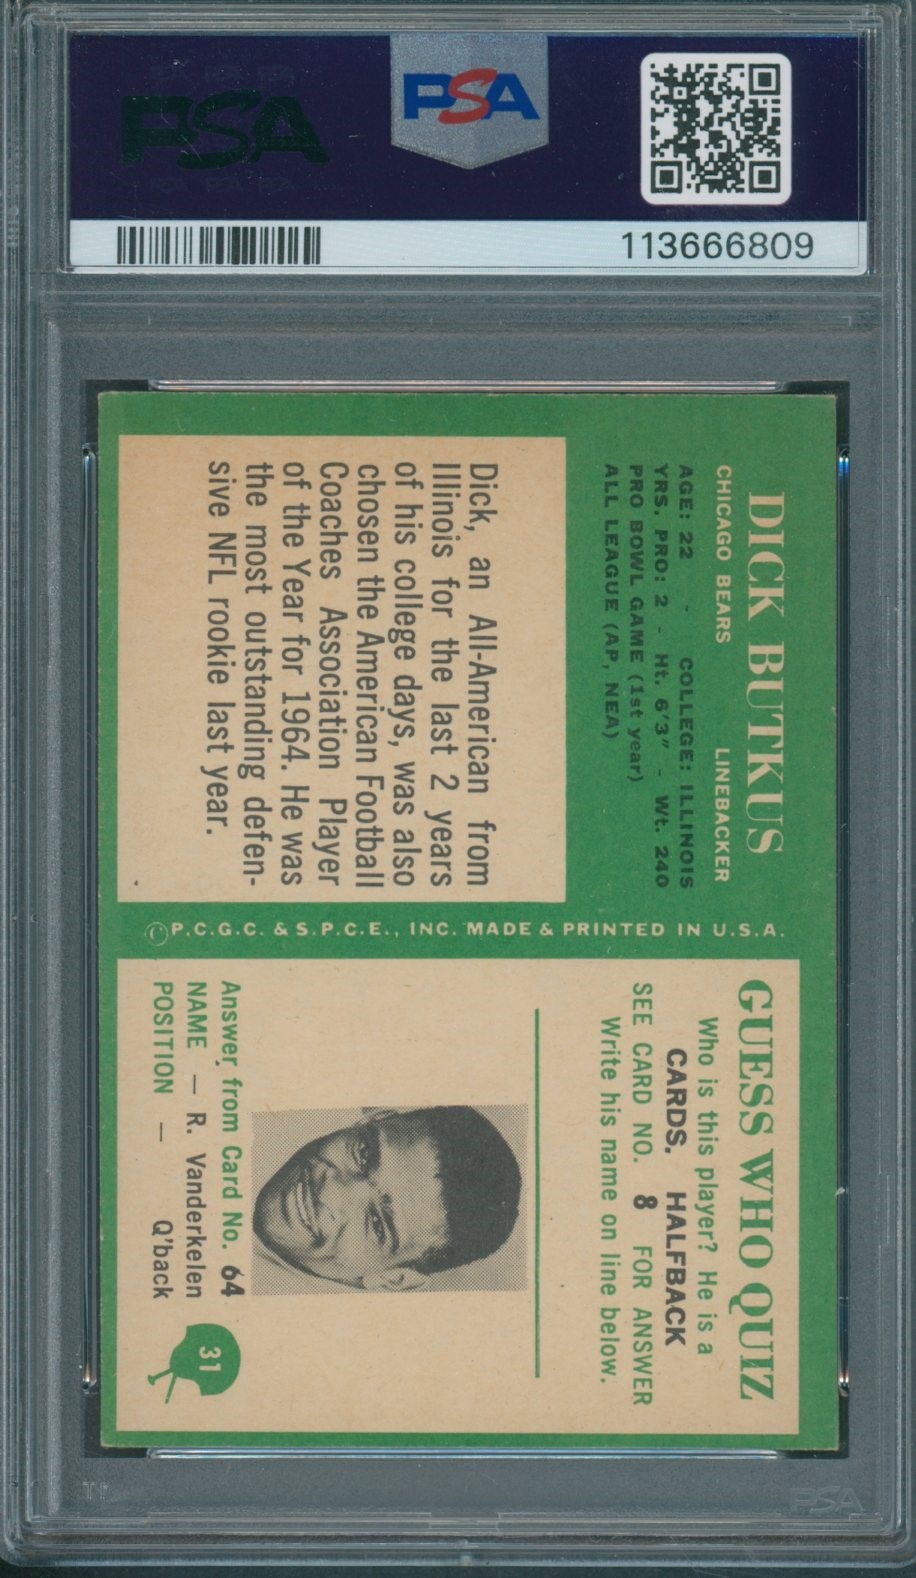 PSA
PSA
113666809
DICK BUTKUS
CHICAGO BEARS LINEBACKER
AGE: 22 - COLLEGE: ILLINOIS
YRS. PRO: 2 - Ht. 6'3" - Wt. 240
PRO BOWL GAME (1st year)
ALL LEAGUE (AP, NEA)
Dick, an All-American from
Illinois for the last 2 years
of his college days, was also
chosen the American Football
Coaches Association Player
of the Year for 1964. He was
the most outstanding defen-
sive NFL rookie last year.
©P.C.G.C. & S.P.C.E., INC. MADE & PRINTED IN U.S.A.
GUESS WHO QUIZ
Who is this player? He is a
CARDS. HALFBACK
SEE CARD NO. 8 FOR ANSWER
Write his name on line below.
Answer from Card No. 64
NAME — R. Vanderkelen
POSITION — Q'back
31
PSA